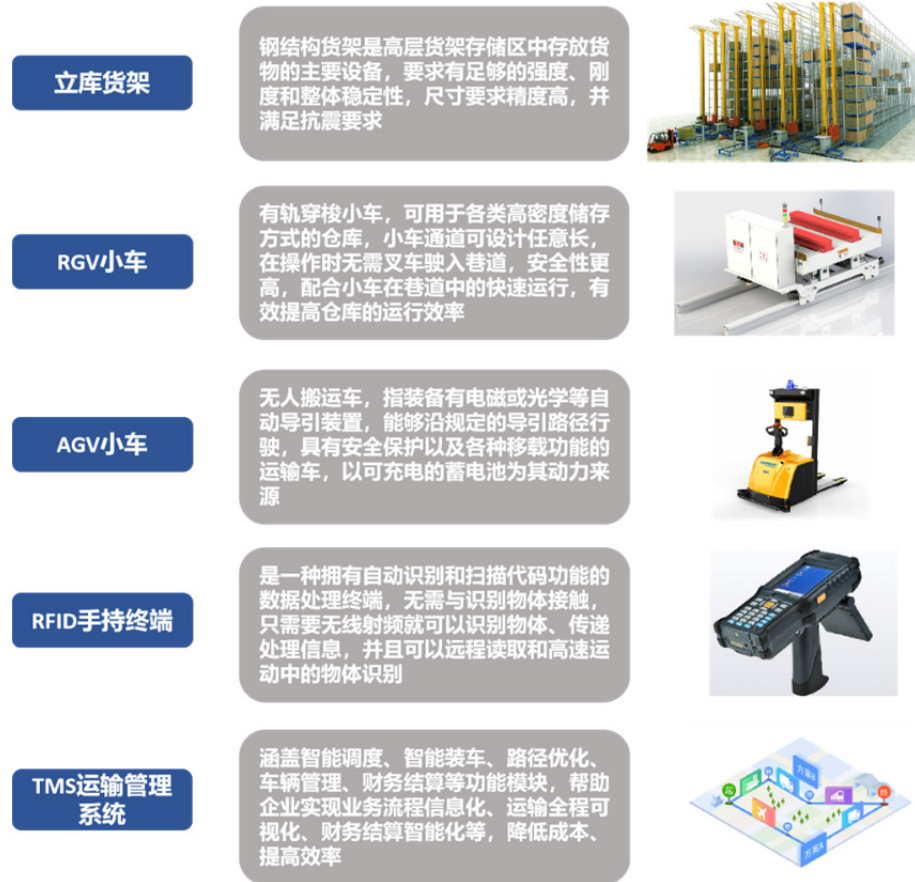 立库货架
钢结构货架是高层货架存储区中存放货
物的主要设备，要求有足够的强度、刚
度和整体稳定性，尺寸要求精度高，并
满足抗震要求
RGV小车
有轨穿梭小车，可用于各类高密度储存
方式的仓库，小车通道可设计任意长，
在操作时无需叉车驶入巷道，安全性更
高，配合小车在巷道中的快速运行，有
效提高仓库的运行效率
AGV小车
无人搬运车，指装备有电磁或光学等自
动导引装置，能够沿规定的导引路径行
驶，具有安全保护以及各种移载功能的
运输车，以可充电的蓄电池为其动力来
源
RFID手持终端
是一种拥有自动识别和扫描代码功能的
数据处理终端，无需与识别物体接触，
只需要无线射频就可以识别物体、传递
处理信息，并且可以远程读取和高速运
动中的物体识别
TMS运输管理
系统
涵盖智能调度、智能装车、路径优化、
车辆管理、财务结算等功能模块，帮助
企业实现业务流程信息化、运输全程可
视化、财务结算智能化等，降低成本、
提高效率
方案B
方案A